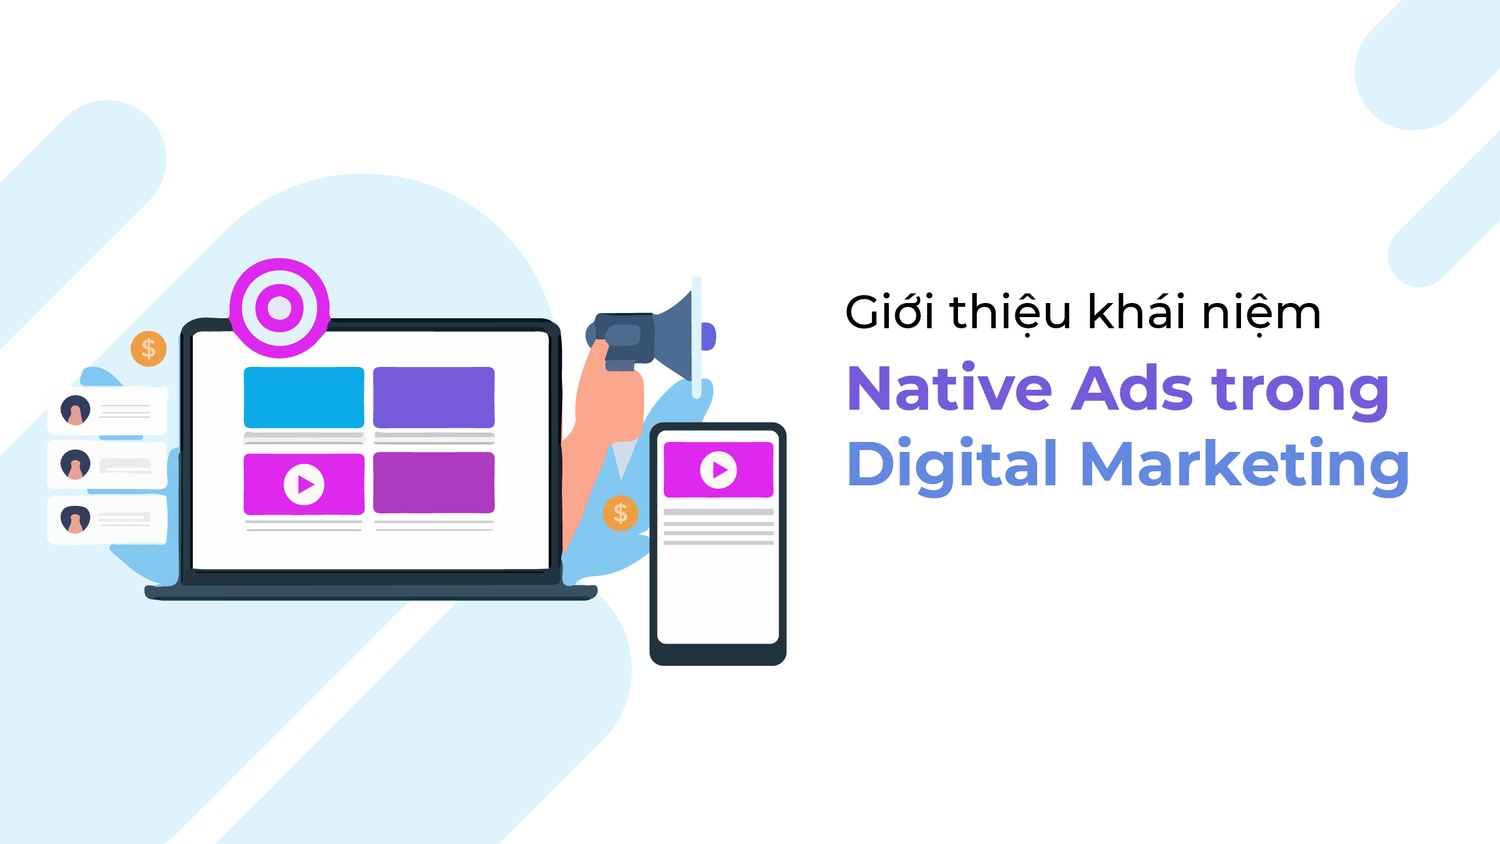 Giới thiệu khái niệm
Native Ads trong
Digital Marketing
$
$